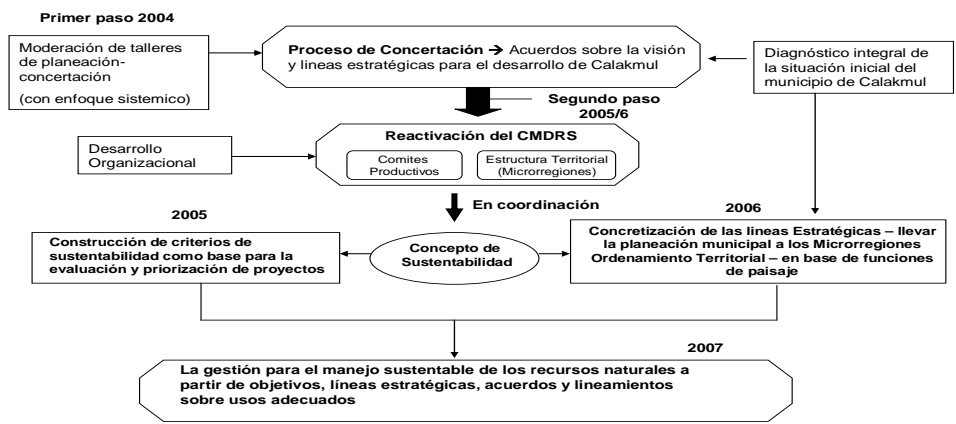 Primer paso 2004
Moderación de talleres
de planeación-
concertación
(con enfoque sistemico)
Proceso de Concertación → Acuerdos sobre la visión
y lineas estratégicas para el desarrollo de Calakmul
Diagnóstico integral de
la situación inicial del
municipio de Calakmul
Segundo paso
2005/6
Reactivación del CMDRS
Comites
Productivos
Estructura Territorial
(Microrregiones)
Desarrollo
Organizacional
En coordinación
2005
Construcción de criterios de
sustentabilidad como base para la
evaluación y priorización de proyectos
Concepto de
Sustentabilidad
2006
Concretización de las lineas Estratégicas – llevar
la planeación municipal a los Microrregiones
Ordenamiento Territorial – en base de funciones
de paisaje
2007
La gestión para el manejo sustentable de los recursos naturales a
partir de objetivos, líneas estratégicas, acuerdos y lineamientos
sobre usos adecuados